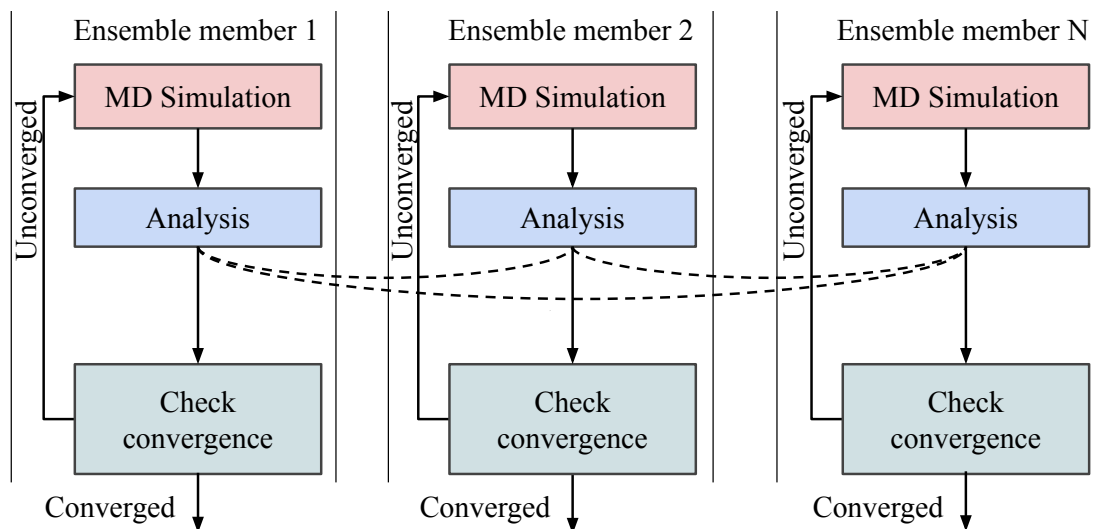 Ensemble member 1
MD Simulation
Unconverged
Analysis
Check
convergence
Converged
Ensemble member 2
MD Simulation
Unconverged
Analysis
Check
convergence
Converged
Ensemble member N
MD Simulation
Unconverged
Analysis
Check
convergence
Converged